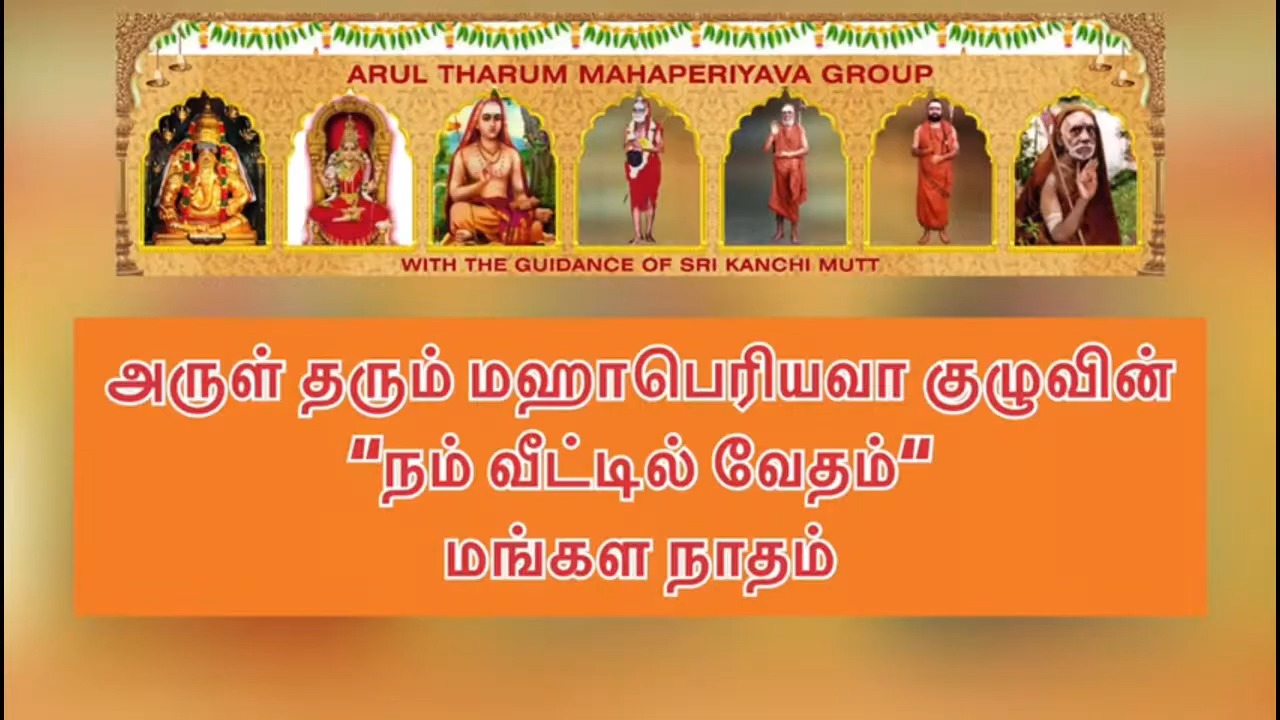 ARUL THARUM MAHAPERIYAVA GROUP
WITH THE GUIDANCE OF SRI KANCHI MUTT
அருள் தரும் மஹாபெரியவா குழுவின்
“நம் வீட்டில் வேதம்“
மங்கள நாதம்